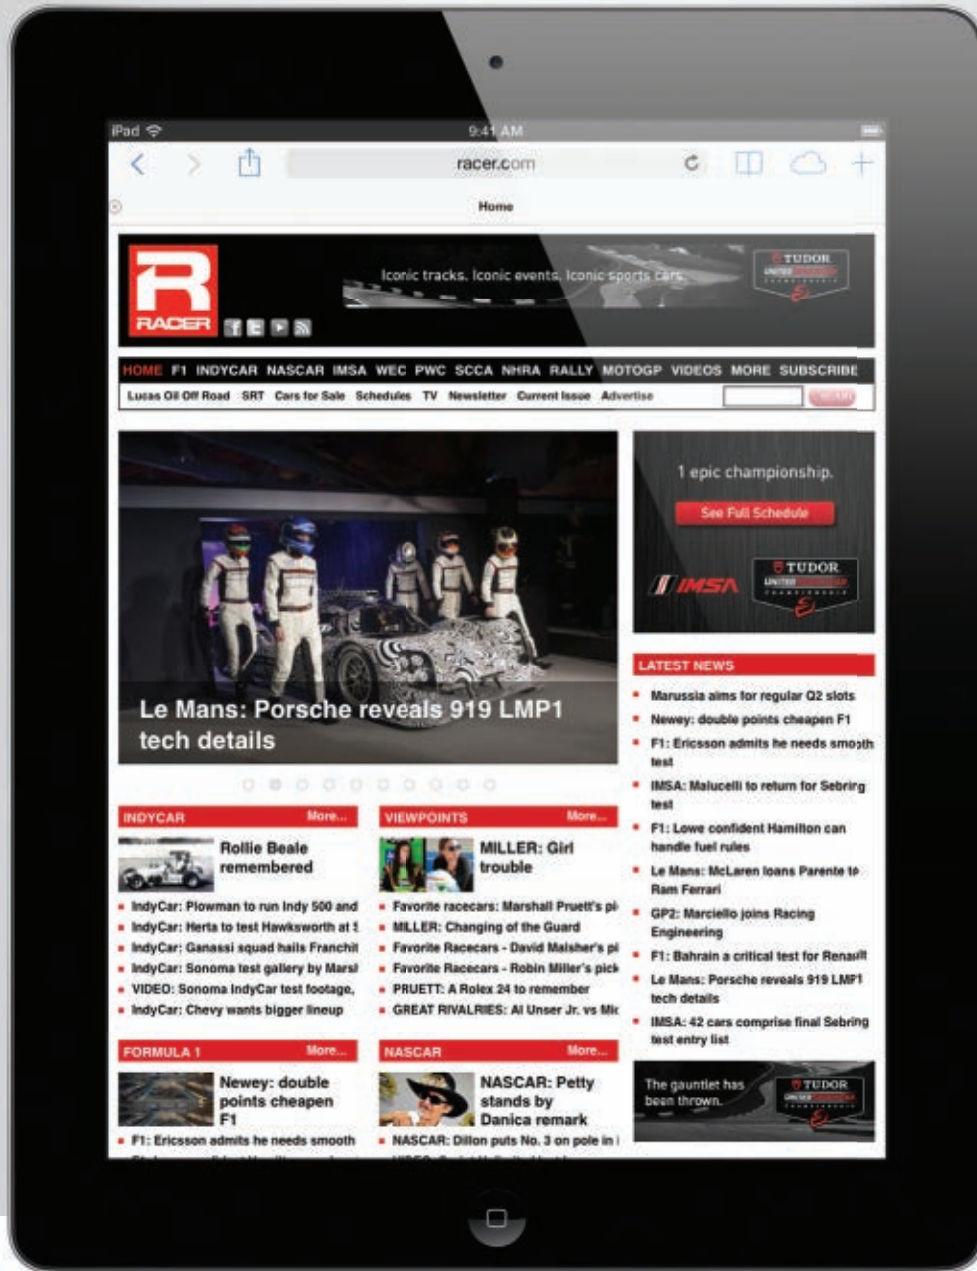 iPad
9:41 AM
racer.com
Home
R
RACER
Iconic tracks. Iconic events. Iconic sports cars.
TUDOR
UNITED SPORTSCAR
CHAMPIONSHIP
HOME F1 INDYCAR NASCAR IMSA WEC PWC SCCA NHRA RALLY MOTOGP VIDEOS MORE SUBSCRIBE
Lucas Oil Off Road SRT Cars for Sale Schedules TV Newsletter Current Issue Advertise
Le Mans: Porsche reveals 919 LMP1
tech details
1 epic championship.
See Full Schedule
IMSA
TUDOR
UNITED SPORTSCAR
CHAMPIONSHIP
LATEST NEWS
Marussia aims for regular Q2 slots
Newey: double points cheapen F1
F1: Ericsson admits he needs smooth
test
IMSA: Malucelli to return for Sebring
test
F1: Lowe confident Hamilton can
handle fuel rules
Le Mans: McLaren loans Parente to
Ram Ferrari
GP2: Marciello joins Racing
Engineering
F1: Bahrain a critical test for Renault
Le Mans: Porsche reveals 919 LMP1
tech details
IMSA: 42 cars comprise final Sebring
test entry list
INDYCAR More...
Rollie Beale
remembered
IndyCar: Plowman to run Indy 500 and
IndyCar: Herta to test Hawksworth at
IndyCar: Ganassi squad hails Franchit
IndyCar: Sonoma test gallery by Marsh
VIDEO: Sonoma IndyCar test footage,
IndyCar: Chevy wants bigger lineup
VIEWPOINTS More...
MILLER: Girl
trouble
Favorite racecars: Marshall Pruett's pi
MILLER: Changing of the Guard
Favorite Racecars - David Malsher's pi
Favorite Racecars - Robin Miller's pick
PRUETT: A Rolex 24 to remember
GREAT RIVALRIES: Al Unser Jr. vs Mic
FORMULA 1 More...
Newey: double
points cheapen
F1
F1: Ericsson admits he needs smooth
NASCAR More...
NASCAR: Petty
stands by
Danica remark
NASCAR: Dillon puts No. 3 on pole in
The gauntlet has
been thrown.
TUDOR
UNITED SPORTSCAR
CHAMPIONSHIP